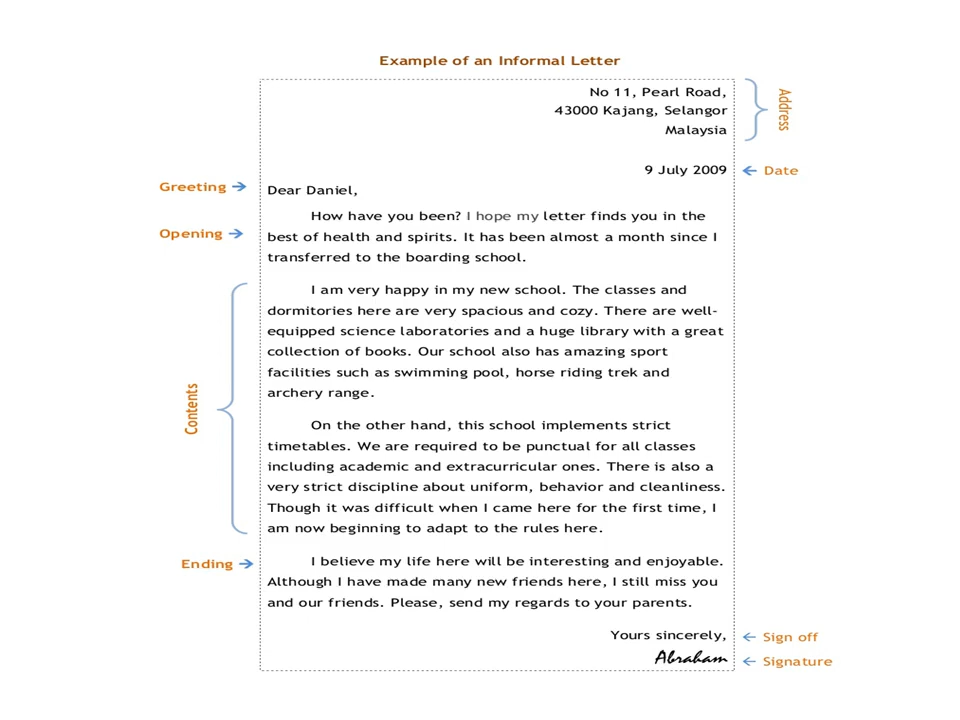 Example of an Informal Letter
No 11, Pearl Road,
43000 Kajang, Selangor
Malaysia
Address
9 July 2009
Date
Greeting
Dear Daniel,
Opening
How have you been? I hope my letter finds you in the
best of health and spirits. It has been almost a month since I
transferred to the boarding school.
Contents
I am very happy in my new school. The classes and
dormitories here are very spacious and cozy. There are well-
equipped science laboratories and a huge library with a great
collection of books. Our school also has amazing sport
facilities such as swimming pool, horse riding trek and
archery range.
On the other hand, this school implements strict
timetables. We are required to be punctual for all classes
including academic and extracurricular ones. There is also a
very strict discipline about uniform, behavior and cleanliness.
Though it was difficult when I came here for the first time, I
am now beginning to adapt to the rules here.
Ending
I believe my life here will be interesting and enjoyable.
Although I have made many new friends here, I still miss you
and our friends. Please, send my regards to your parents.
Yours sincerely,
Sign off
Abraham
Signature